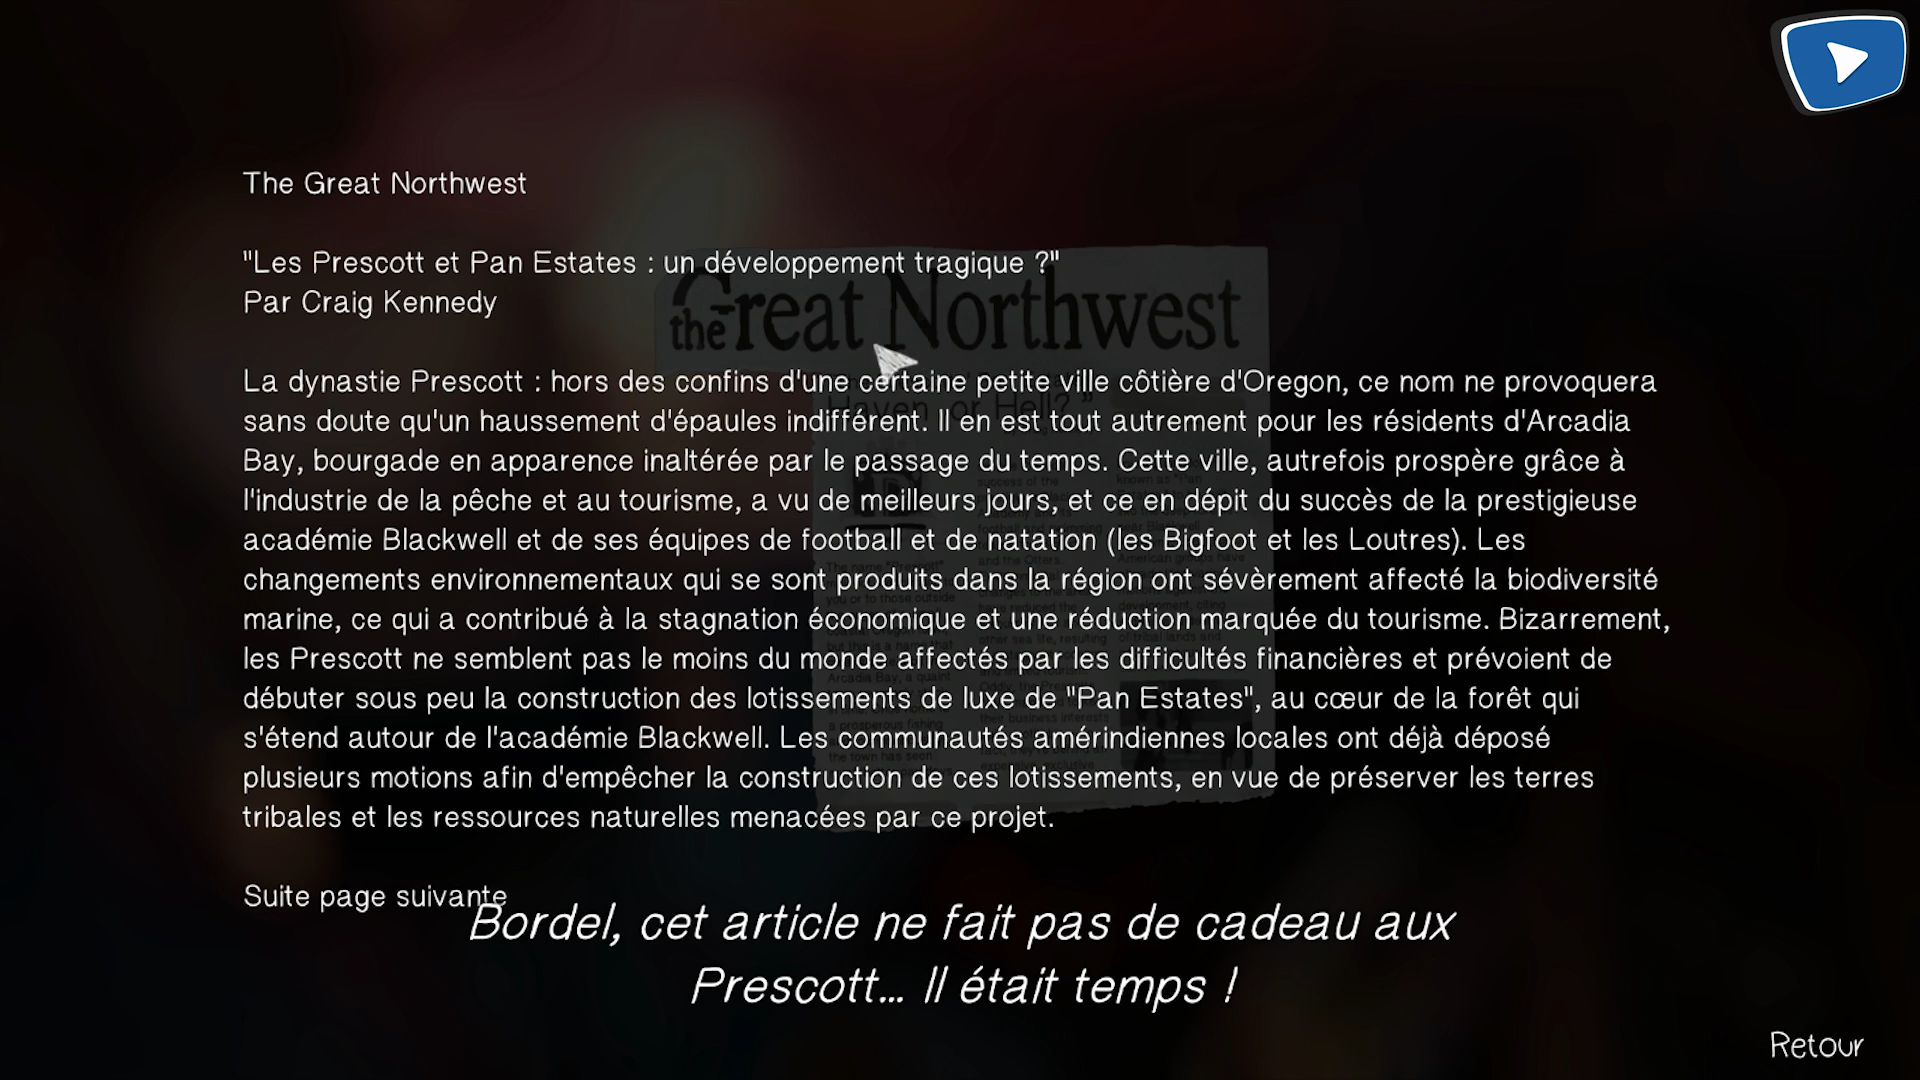 The Great Northwest
"Les Prescott et Pan Estates : un développement tragique ?"
Par Craig Kennedy
the Great Northwest
La dynastie Prescott : hors des confins d'une certaine petite ville côtière d'Oregon, ce nom ne provoquera
sans doute qu'un haussement d'épaules indifférent. Il en est tout autrement pour les résidents d'Arcadia
Haven or Hell?"
Bay, bourgade en apparence inaltérée par le passage du temps. Cette ville, autrefois prospère grâce à
l'industrie de la pêche et au tourisme, a vu de meilleurs jours, et ce en dépit du succès de la prestigieuse
académie Blackwell et de ses équipes de football et de natation (les Bigfoot et les Loutres). Les
changements environnementaux qui se sont produits dans la région ont sévèrement affecté la biodiversité
marine, ce qui a contribué à la stagnation économique et une réduction marquée du tourisme. Bizarrement,
les Prescott ne semblent pas le moins du monde affectés par les difficultés financières et prévoient de
débuter sous peu la construction des lotissements de luxe de "Pan Estates", au cœur de la forêt qui
s'étend autour de l'académie Blackwell. Les communautés amérindiennes locales ont déjà déposé
plusieurs motions afin d'empêcher la construction de ces lotissements, en vue de préserver les terres
tribales et les ressources naturelles menacées par ce projet.
Suite page suivante
Bordel, cet article ne fait pas de cadeau aux
Prescott... Il était temps !
Retour